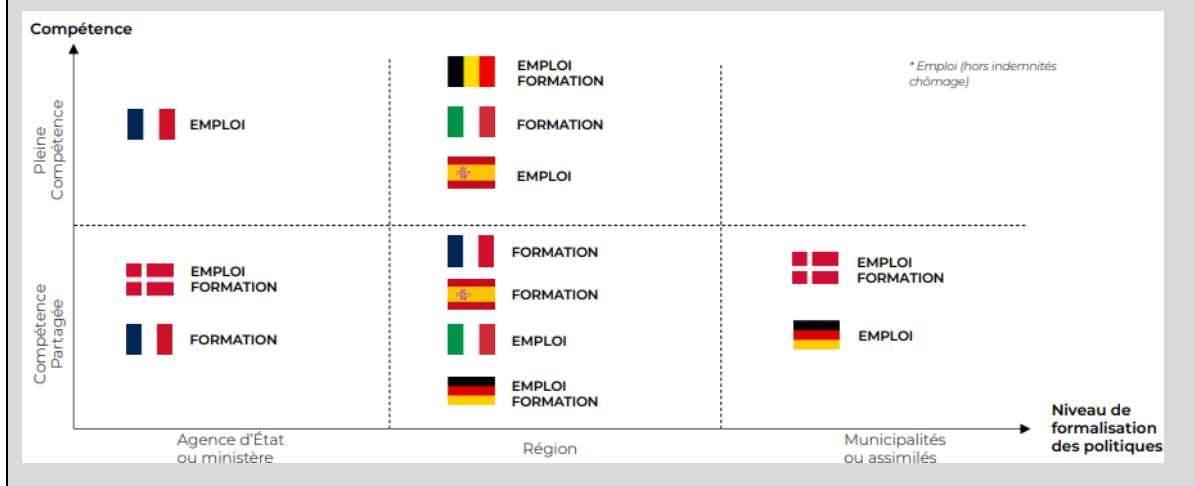 Compétence
Pleine
Compétence
EMPLOI
EMPLOI
FORMATION
FORMATION
EMPLOI
* Emploi (hors indemnités
chômage)
Compétence
Partagée
EMPLOI
FORMATION
FORMATION
FORMATION
FORMATION
EMPLOI
EMPLOI
FORMATION
EMPLOI
FORMATION
EMPLOI
Agence d'État
ou ministère
Région
Municipalités
ou assimilés
Niveau de
formalisation
des politiques